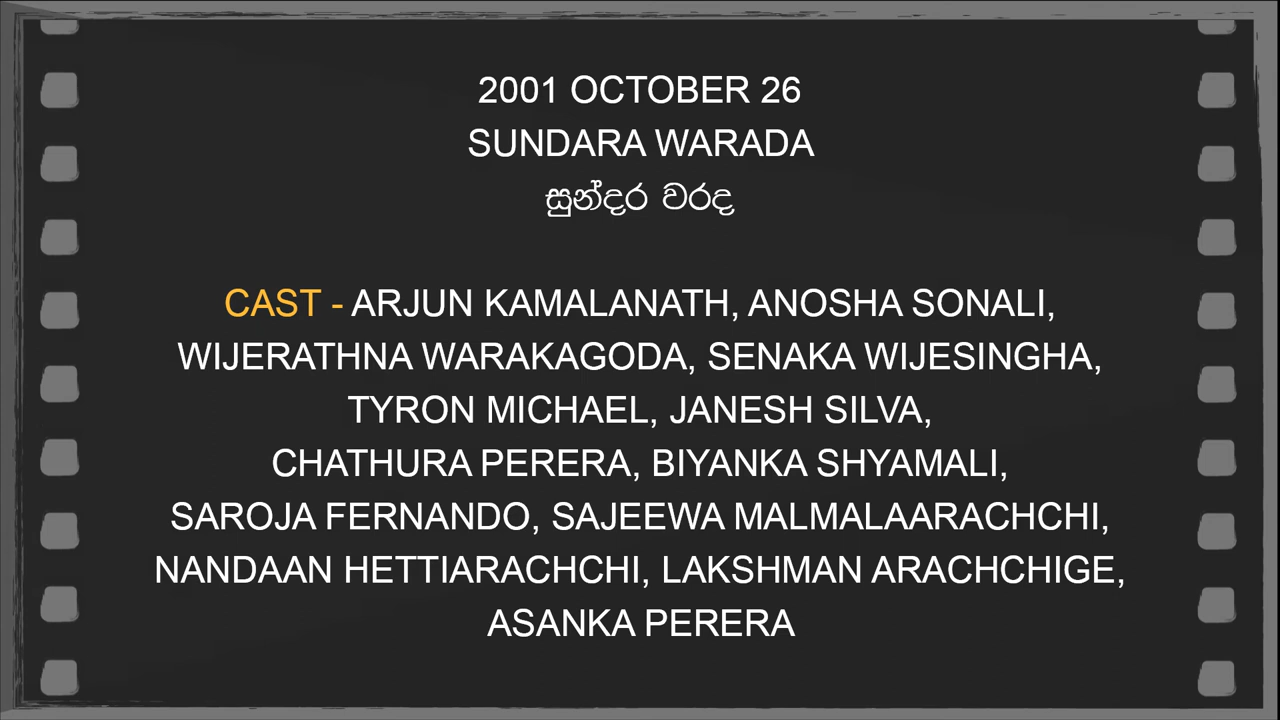 2001 OCTOBER 26
SUNDARA WARADA
සුන්දර වරද
CAST - ARJUN KAMALANATH, ANOSHA SONALI,
WIJERATHNA WARAKAGODA, SENAKA WIJESINGHA,
TYRON MICHAEL, JANESH SILVA,
CHATHURA PERERA, BIYANKA SHYAMALI,
SAROJA FERNANDO, SAJEEWA MALMALAARACHCHI,
NANDAAN HETTIARACHCHI, LAKSHMAN ARACHCHIGE,
ASANKA PERERA